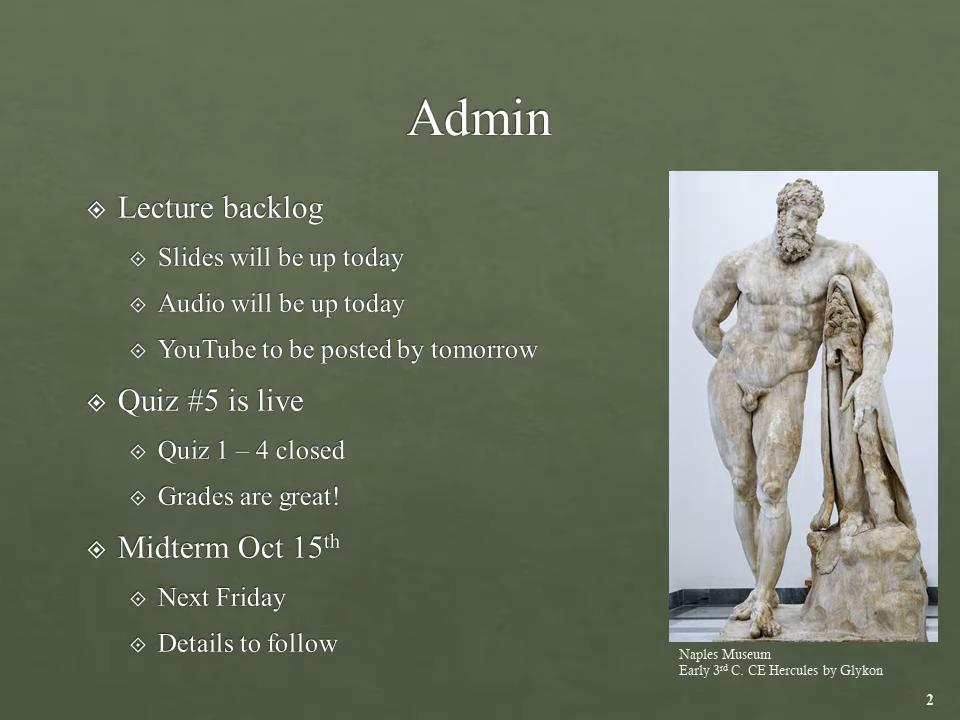 Admin
Lecture backlog
Slides will be up today
Audio will be up today
YouTube to be posted by tomorrow
Quiz #5 is live
Quiz 1 – 4 closed
Grades are great!
Midterm Oct 15th
Next Friday
Details to follow
Naples Museum
Early 3rd C. CE Hercules by Glykon
2